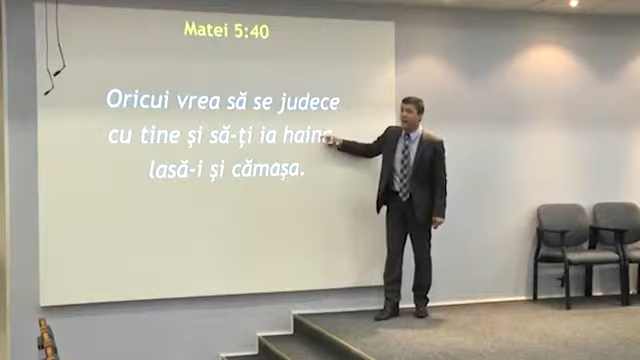 Matei 5:40
Oricui vrea să se judece
cu tine și să-ți ia haina,
lasă-i și cămașa.